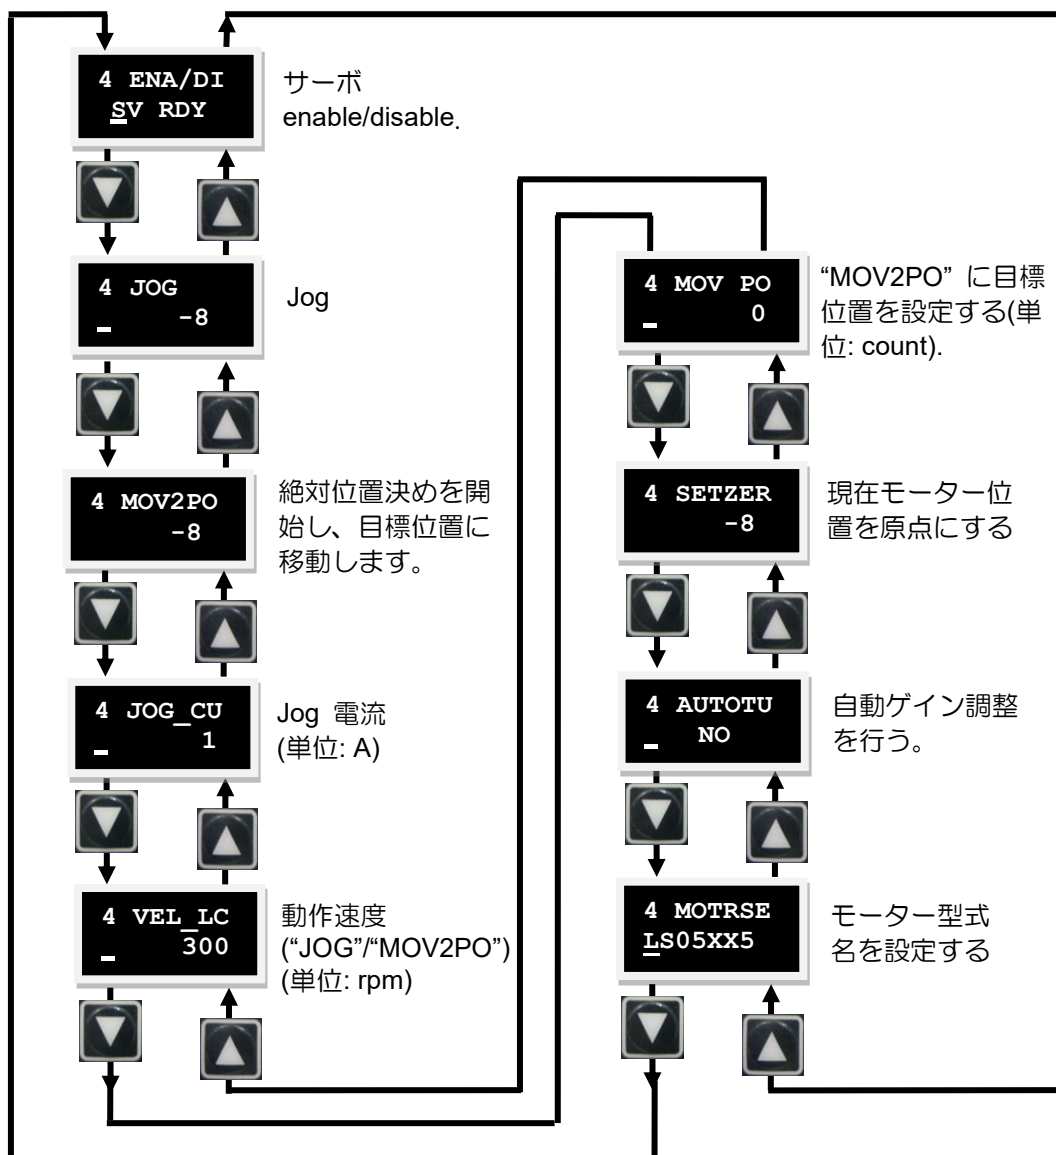 4 ENA/DI
SV RDY
サーボ
enable/disable.
4 JOG
-8
Jog
4 MOV2PO
-8
絶対位置決めを開
始し、目標位置に
移動します。
4 JOG_CU
1
Jog 電流
(単位: A)
4 VEL_LC
300
動作速度
(“JOG”/“MOV2PO”)
(単位: rpm)
4 MOV PO
0
“MOV2PO” に目標
位置を設定する(単
位: count).
4 SETZER
-8
現在モーター位
置を原点にする
4 AUTOTU
NO
自動ゲイン調整
を行う。
4 MOTRSE
LS05XX5
モーター型式
名を設定する